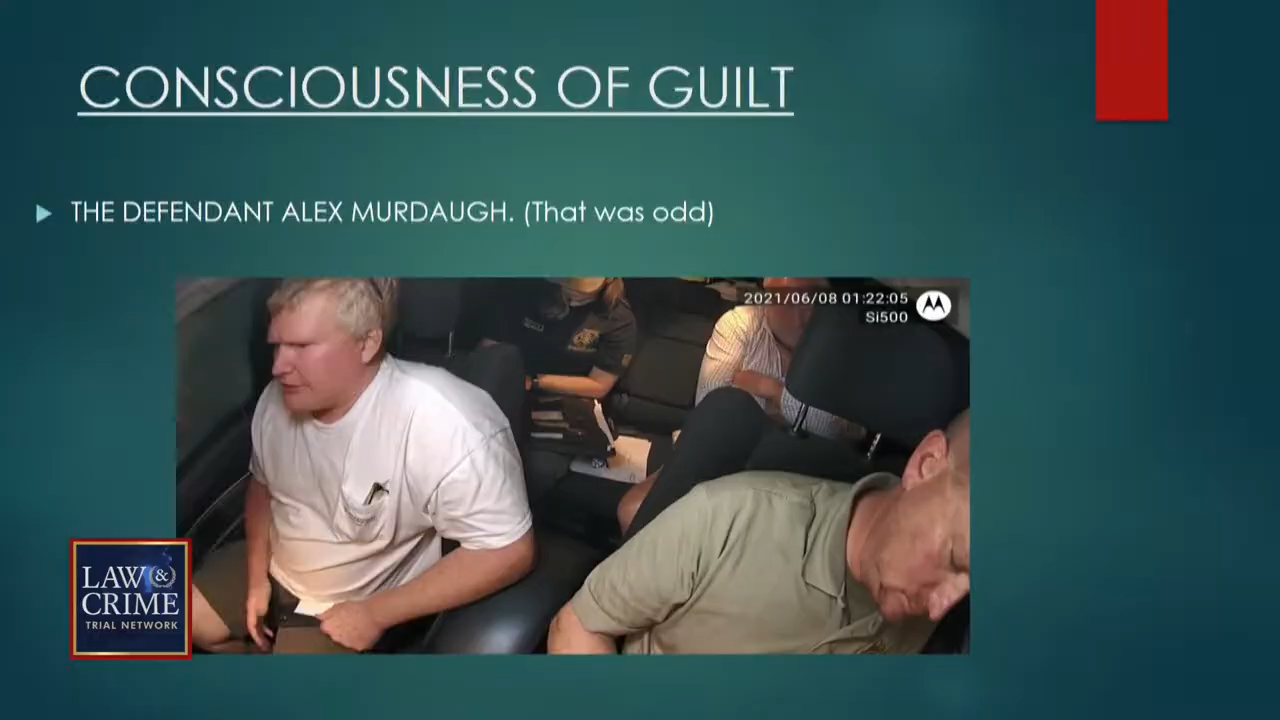 CONSCIOUSNESS OF GUILT
THE DEFENDANT ALEX MURDAUGH. (That was odd)
2021/06/08 01:22:05
Si500
LAW &
CRIME
TRIAL NETWORK